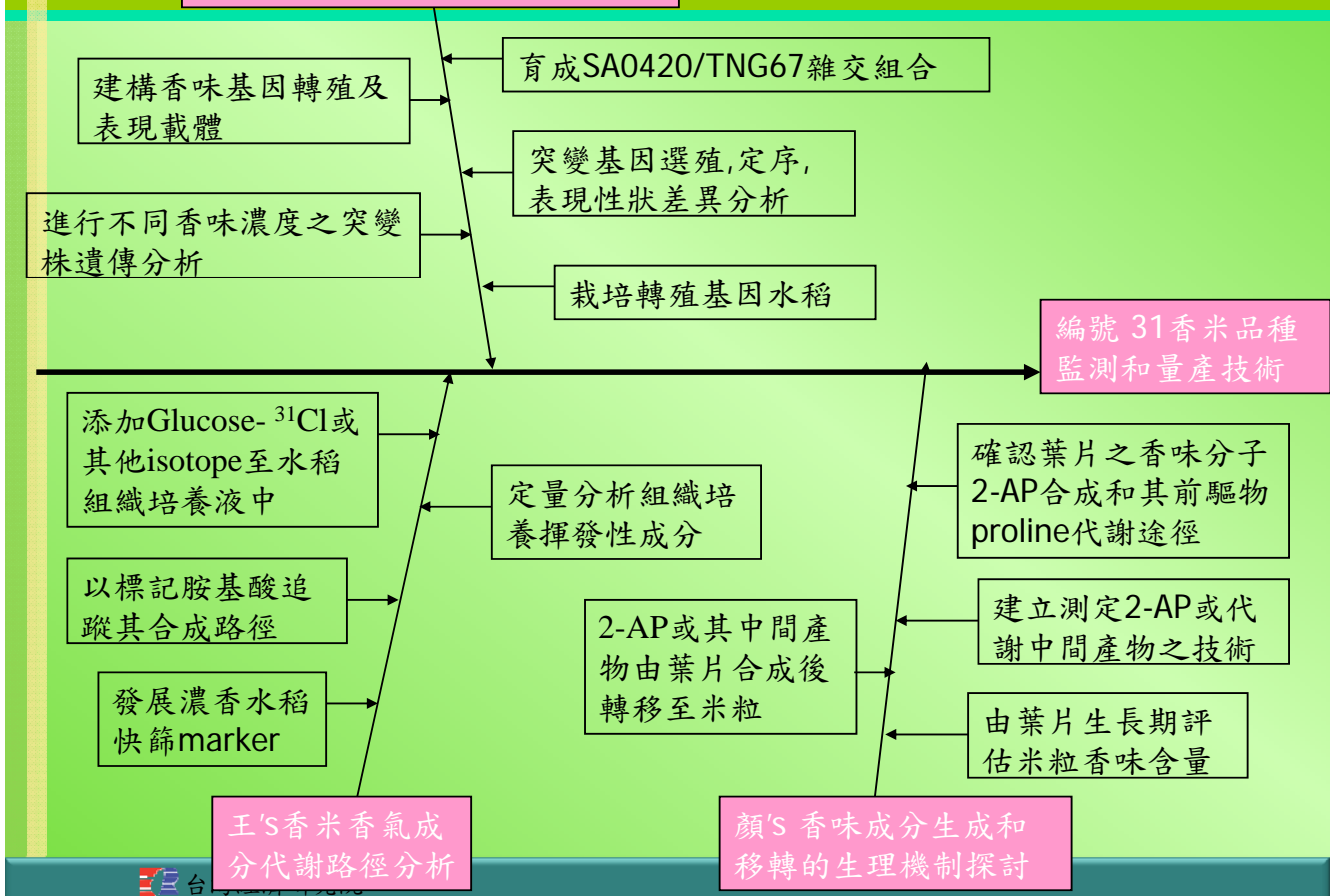 育成SA0420/TNG67雜交組合
建構香味基因轉殖及
表現載體
突變基因選殖,定序,
表現性狀差異分析
進行不同香味濃度之突變
株遺傳分析
栽培轉殖基因水稻
編號 31香米品種
監測和量產技術
添加Glucose- ³¹Cl或
其他isotope至水稻
組織培養液中
定量分析組織培
養揮發性成分
以標記胺基酸追
蹤其合成路徑
發展濃香水稻
快篩marker
王's香米香氣成
分代謝路徑分析
確認葉片之香味分子
2-AP合成和其前驅物
proline代謝途徑
建立測定2-AP或代
謝中間產物之技術
2-AP或其中間產
物由葉片合成後
轉移至米粒
由葉片生長期評
估米粒香味含量
顏's 香味成分生成和
移轉的生理機制探討
台